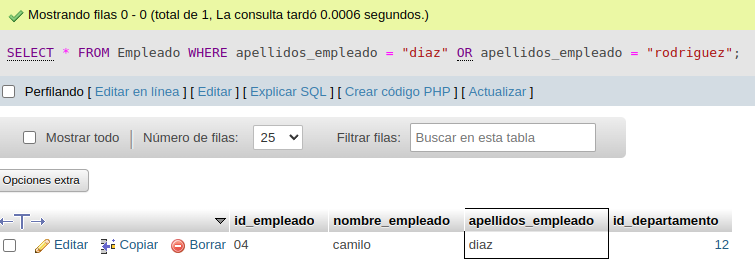 Mostrando filas 0 - 0 (total de 1, La consulta tardó 0.0006 segundos.)
SELECT * FROM Empleado WHERE apellidos_empleado = "diaz" OR apellidos_empleado = "rodriguez";
Perfilando [ Editar en línea ] [ Editar ] [ Explicar SQL ] [ Crear código PHP ] [ Actualizar ]
Mostrar todo Número de filas: 25 Filtrar filas: Buscar en esta tabla
Opciones extra
←T→ id_empleado nombre_empleado apellidos_empleado id_departamento
Editar Copiar Borrar 04 camilo diaz 12